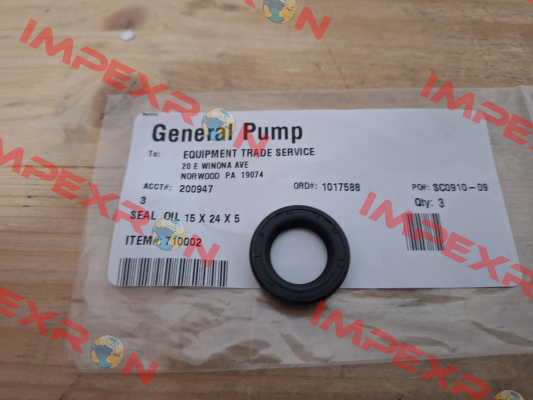 General Pump
To: EQUIPMENT TRADE SERVICE
20 E WINONA AVE
NORWOOD PA 19074
ACCT#: 200947 ORD#: 1017588 PO#: SC0910-09
3 Qty: 3
SEAL, OIL 15 X 24 X 5
ITEM#: 710002
IMPEXRON
IMPEXRON
IMPEXRON
IMPEXRON